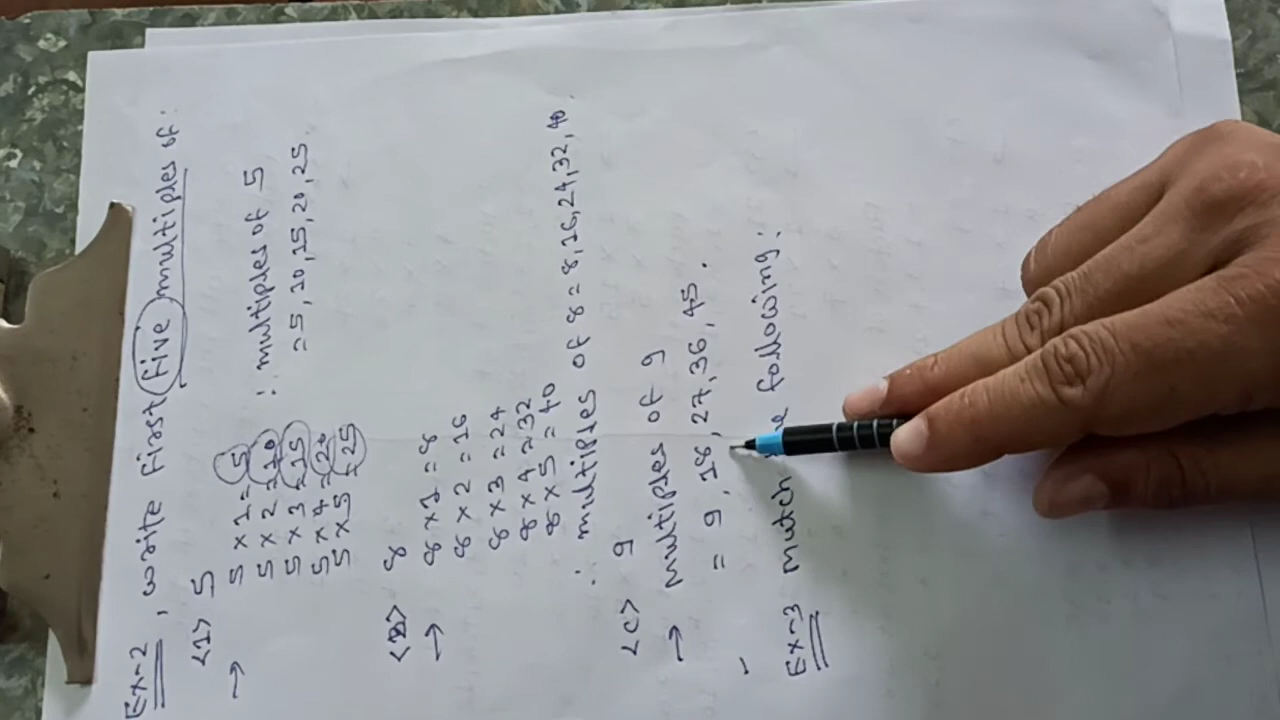 Ex-2, write first five multiples of:
<1> 5
→ 5 × 1 = 5
5 × 2 = 10 : multiples of 5
5 × 3 = 15 = 5, 10, 15, 20, 25
5 × 4 = 20
5 × 5 = 25
<B> 8
→ 8 × 1 = 8
8 × 2 = 16
8 × 3 = 24
8 × 4 = 32
8 × 5 = 40
∴ multiples of 8 = 8, 16, 24, 32, 40.
<C> 9
→ multiples of 9
= 9, 18, 27, 36, 45.
Ex-3 match following: